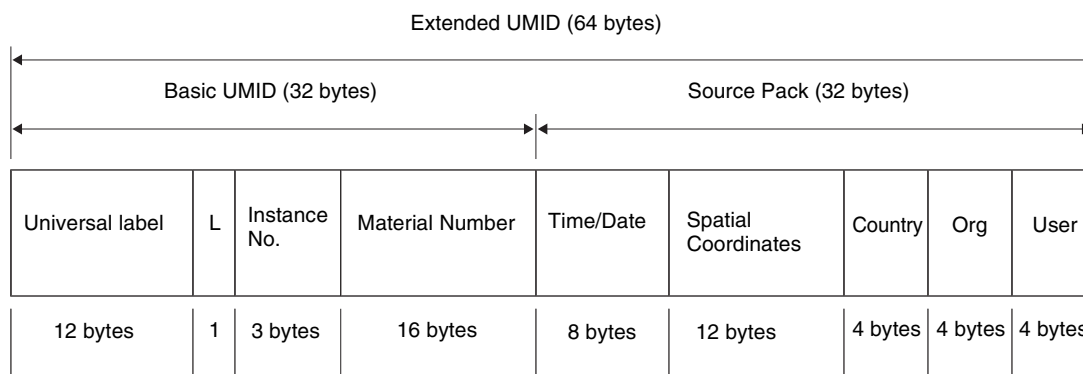 Extended UMID (64 bytes)
Basic UMID (32 bytes)
Source Pack (32 bytes)
Universal label
L
Instance
No.
Material Number
Time/Date
Spatial
Coordinates
Country
Org
User
12 bytes
1
3 bytes
16 bytes
8 bytes
12 bytes
4 bytes
4 bytes
4 bytes